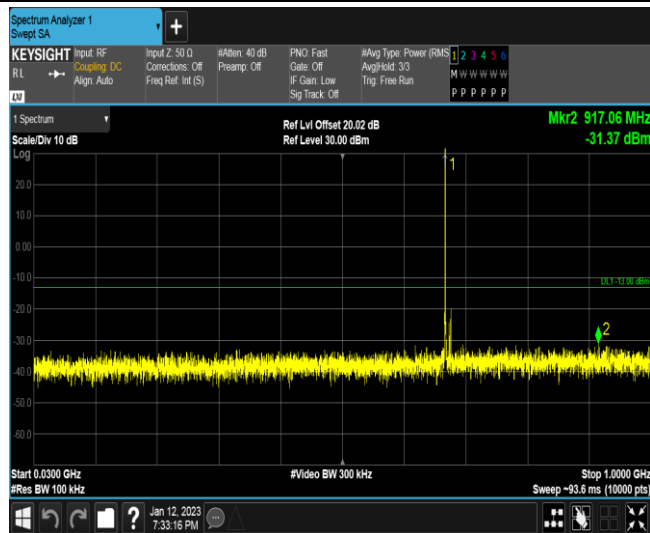 Spectrum Analyzer 1
Swept SA
+
KEYSIGHT
RL
LXI
Input: RF
Coupling: DC
Align: Auto
Input Z: 50 Ω
Corrections: Off
Freq Ref: Int (S)
#Atten: 40 dB
Preamp: Off
PNO: Fast
Gate: Off
IF Gain: Low
Sig Track: Off
#Avg Type: Power (RMS
Avg|Hold: 3/3
Trig: Free Run
1 2 3 4 5 6
M W W W W W
P P P P P P
1 Spectrum
Scale/Div 10 dB
Log
Ref Lvl Offset 20.02 dB
Ref Level 30.00 dBm
Mkr2 917.06 MHz
-31.37 dBm
1
20.0
10.0
0.00
-10.0
DL1 -13.00 dBm
-20.0
2
-30.0
-40.0
-50.0
-60.0
Start 0.0300 GHz
#Res BW 100 kHz
#Video BW 300 kHz
Stop 1.0000 GHz
Sweep ~93.6 ms (10000 pts)
?
Jan 12, 2023
7:33:16 PM